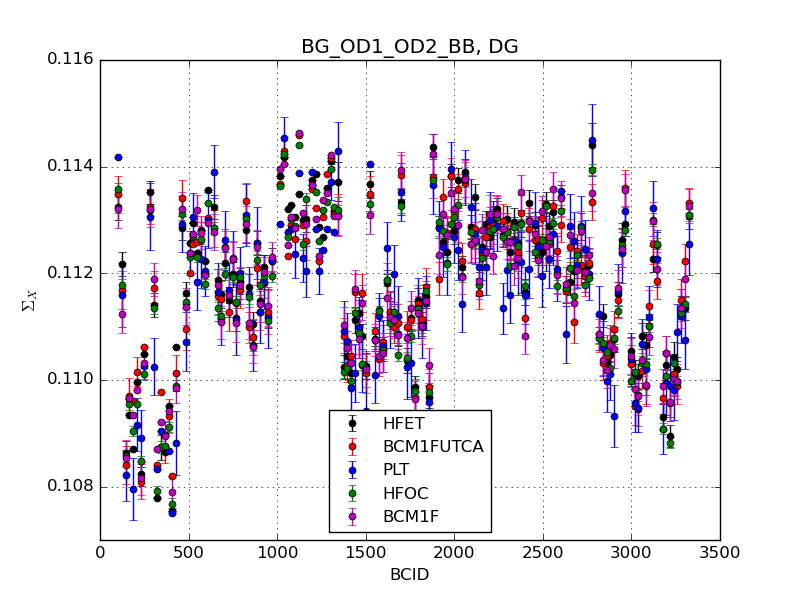 BG_OD1_OD2_BB, DG
0.116
0.114
0.112
0.110
0.108
Σ_X
HFET
BCM1FUTCA
PLT
HFOC
BCM1F
0 500 1000 1500 2000 2500 3000 3500
BCID